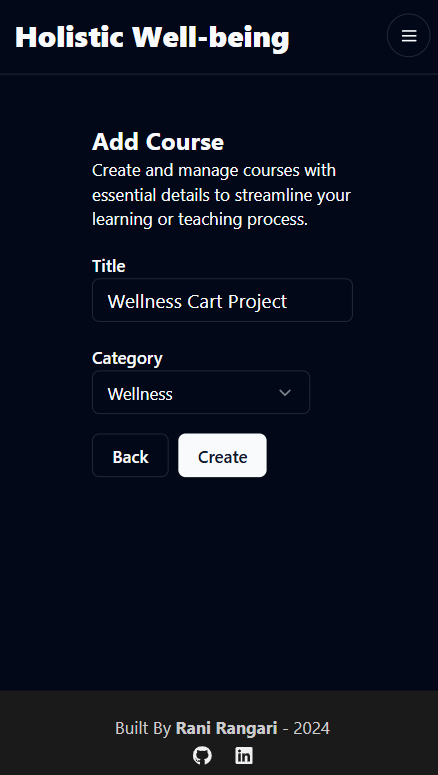 Holistic Well-being
Add Course
Create and manage courses with
essential details to streamline your
learning or teaching process.
Title
Wellness Cart Project
Category
Wellness
Back Create
Built By Rani Rangari - 2024